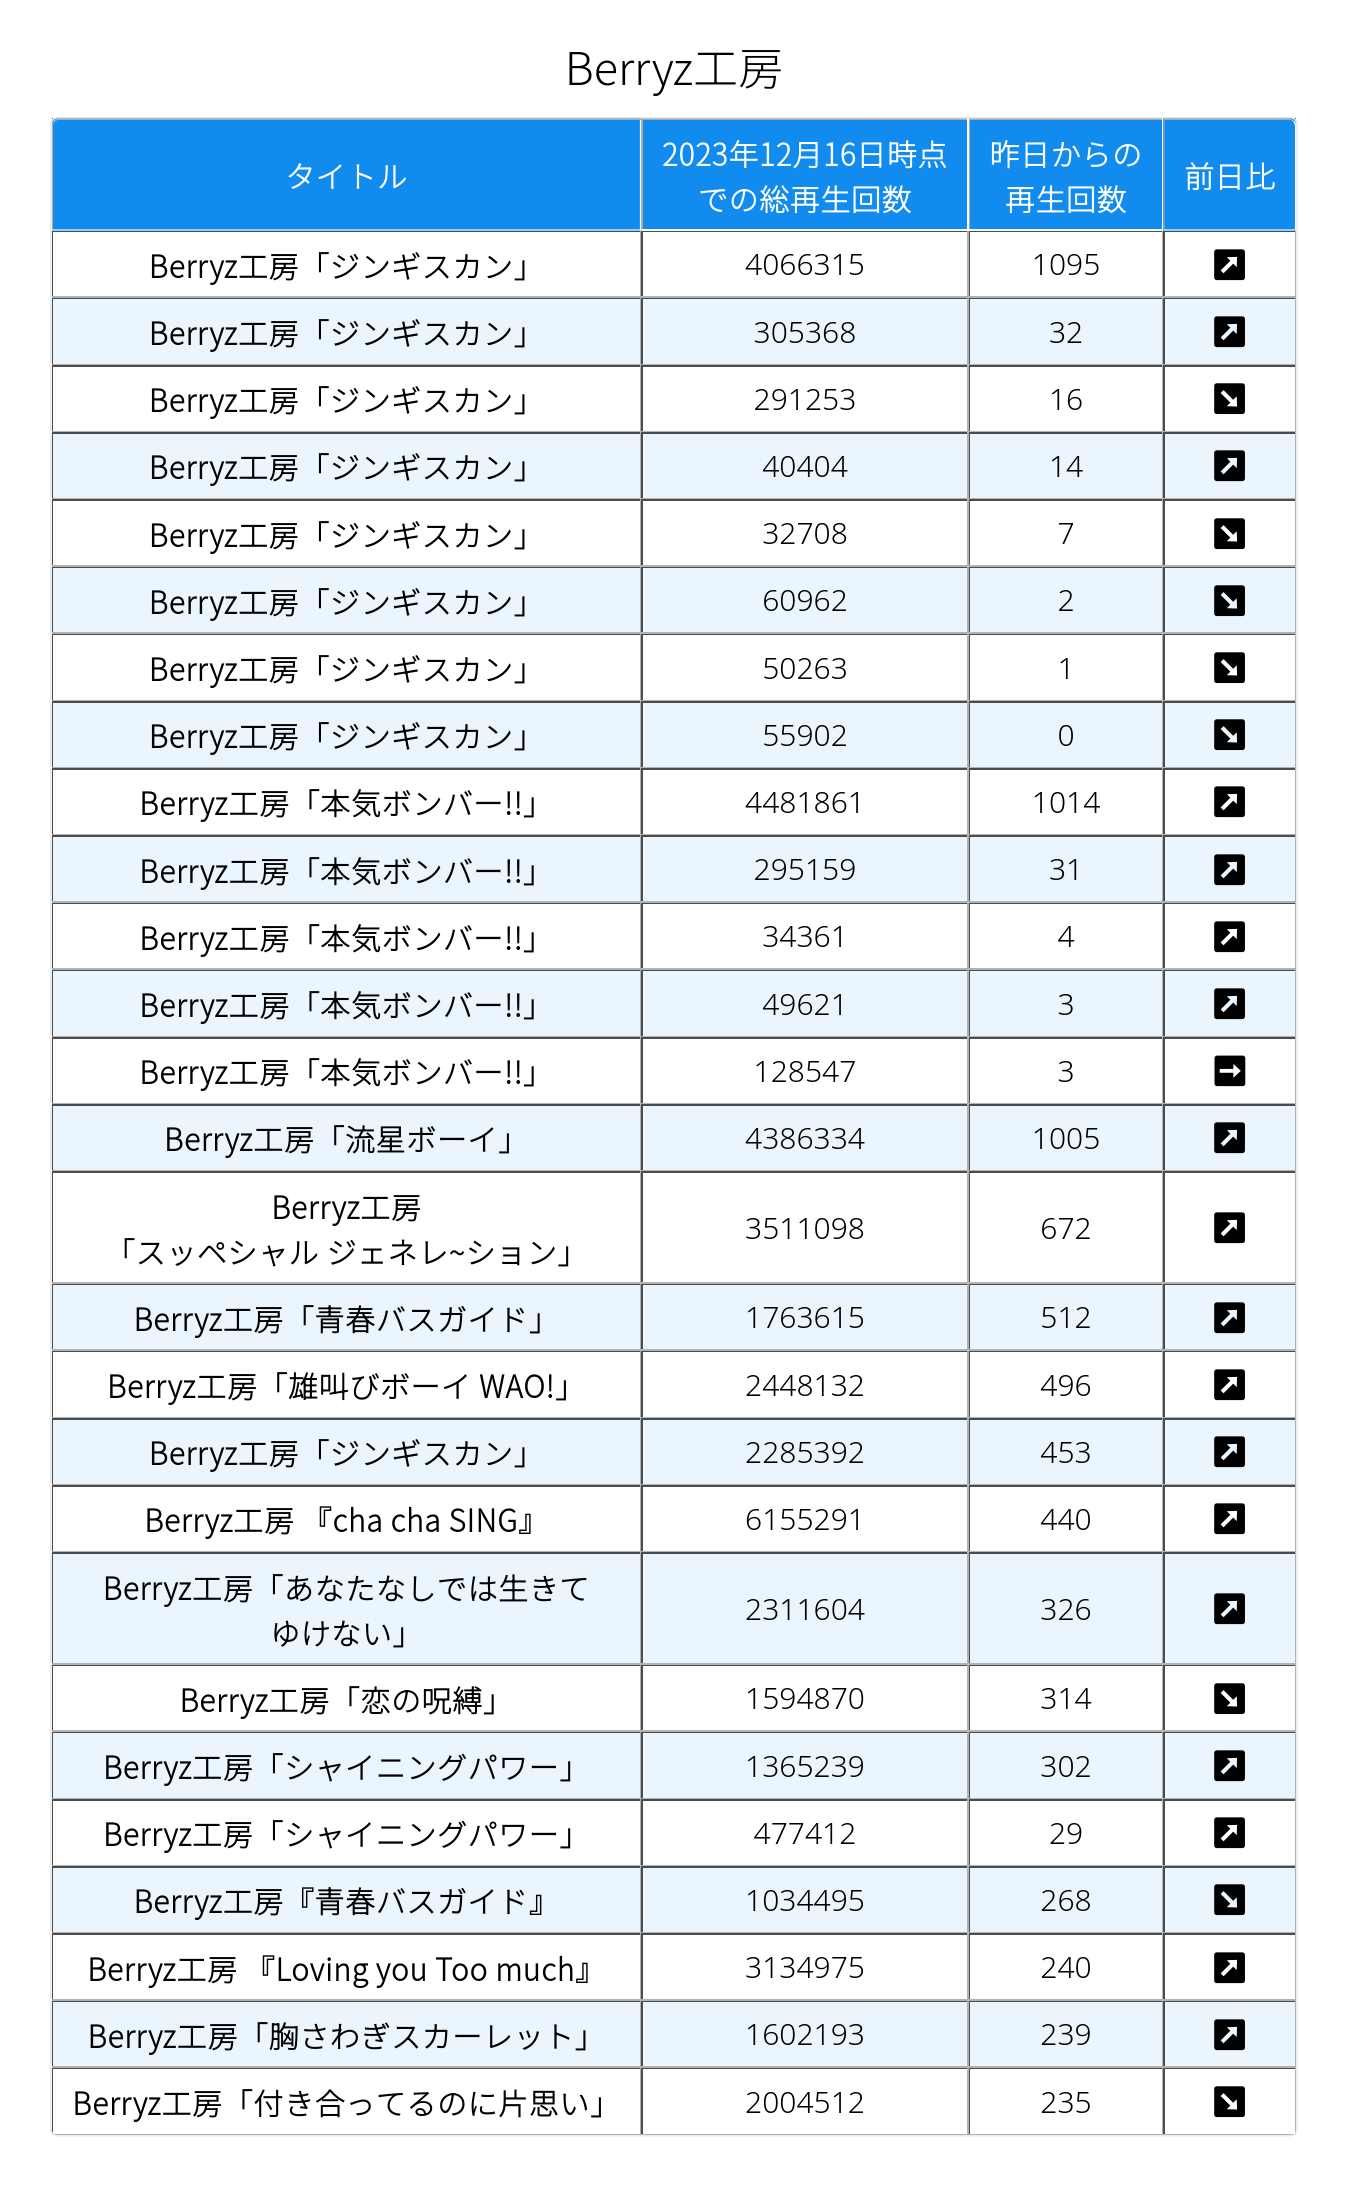 Berryz工房
タイトル 2023年12月16日時点 昨日からの 前日比
での総再生回数 再生回数
Berryz工房「ジンギスカン」 4066315 1095 ↗
Berryz工房「ジンギスカン」 305368 32 ↗
Berryz工房「ジンギスカン」 291253 16 ↘
Berryz工房「ジンギスカン」 40404 14 ↗
Berryz工房「ジンギスカン」 32708 7 ↘
Berryz工房「ジンギスカン」 60962 2 ↘
Berryz工房「ジンギスカン」 50263 1 ↘
Berryz工房「ジンギスカン」 55902 0 ↘
Berryz工房「本気ボンバー!!」 4481861 1014 ↗
Berryz工房「本気ボンバー!!」 295159 31 ↗
Berryz工房「本気ボンバー!!」 34361 4 ↗
Berryz工房「本気ボンバー!!」 49621 3 ↗
Berryz工房「本気ボンバー!!」 128547 3 →
Berryz工房「流星ボーイ」 4386334 1005 ↗
Berryz工房
「スッペシャル ジェネレ~ション」 3511098 672 ↗
Berryz工房「青春バスガイド」 1763615 512 ↗
Berryz工房「雄叫びボーイ WAO!」 2448132 496 ↗
Berryz工房「ジンギスカン」 2285392 453 ↗
Berryz工房 『cha cha SING』 6155291 440 ↗
Berryz工房「あなたなしでは生きて
ゆけない」 2311604 326 ↗
Berryz工房「恋の呪縛」 1594870 314 ↘
Berryz工房「シャイニングパワー」 1365239 302 ↗
Berryz工房「シャイニングパワー」 477412 29 ↗
Berryz工房『青春バスガイド』 1034495 268 ↘
Berryz工房 『Loving you Too much』 3134975 240 ↗
Berryz工房「胸さわぎスカーレット」 1602193 239 ↗
Berryz工房「付き合ってるのに片思い」 2004512 235 ↘